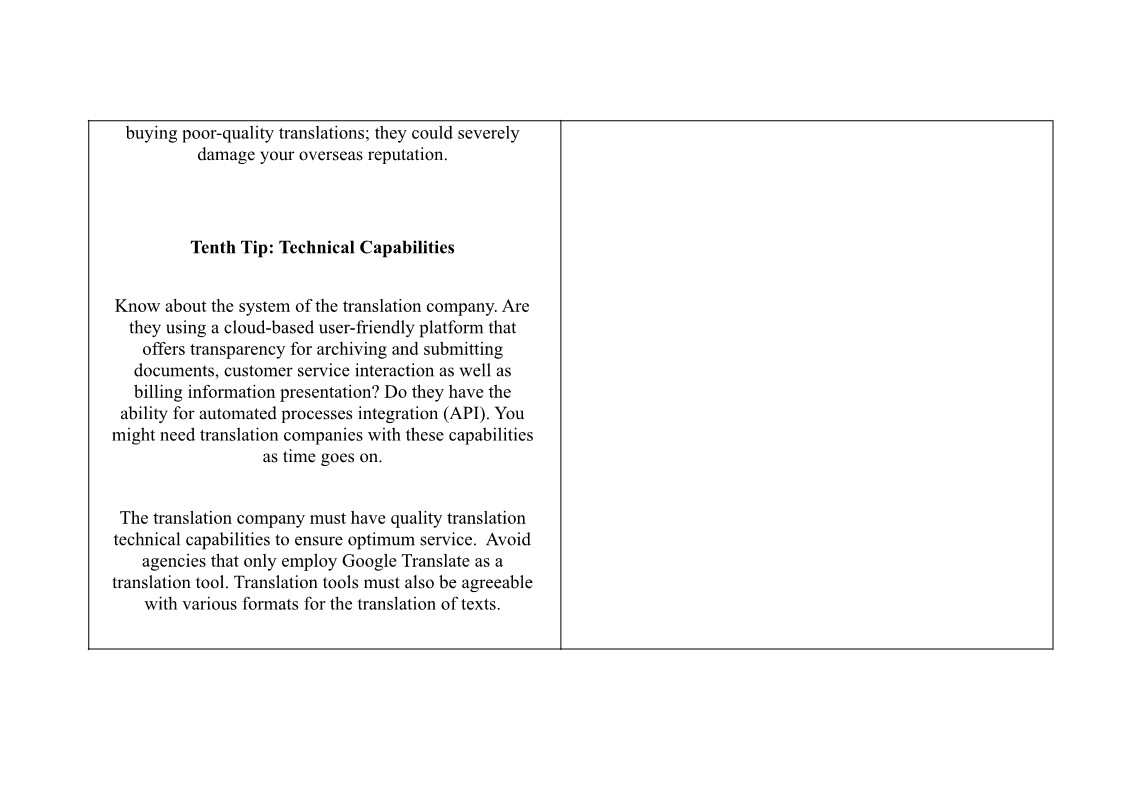 buying poor-quality translations; they could severely
damage your overseas reputation.
Tenth Tip: Technical Capabilities
Know about the system of the translation company. Are
they using a cloud-based user-friendly platform that
offers transparency for archiving and submitting
documents, customer service interaction as well as
billing information presentation? Do they have the
ability for automated processes integration (API). You
might need translation companies with these capabilities
as time goes on.
The translation company must have quality translation
technical capabilities to ensure optimum service.  Avoid
agencies that only employ Google Translate as a
translation tool. Translation tools must also be agreeable
with various formats for the translation of texts.